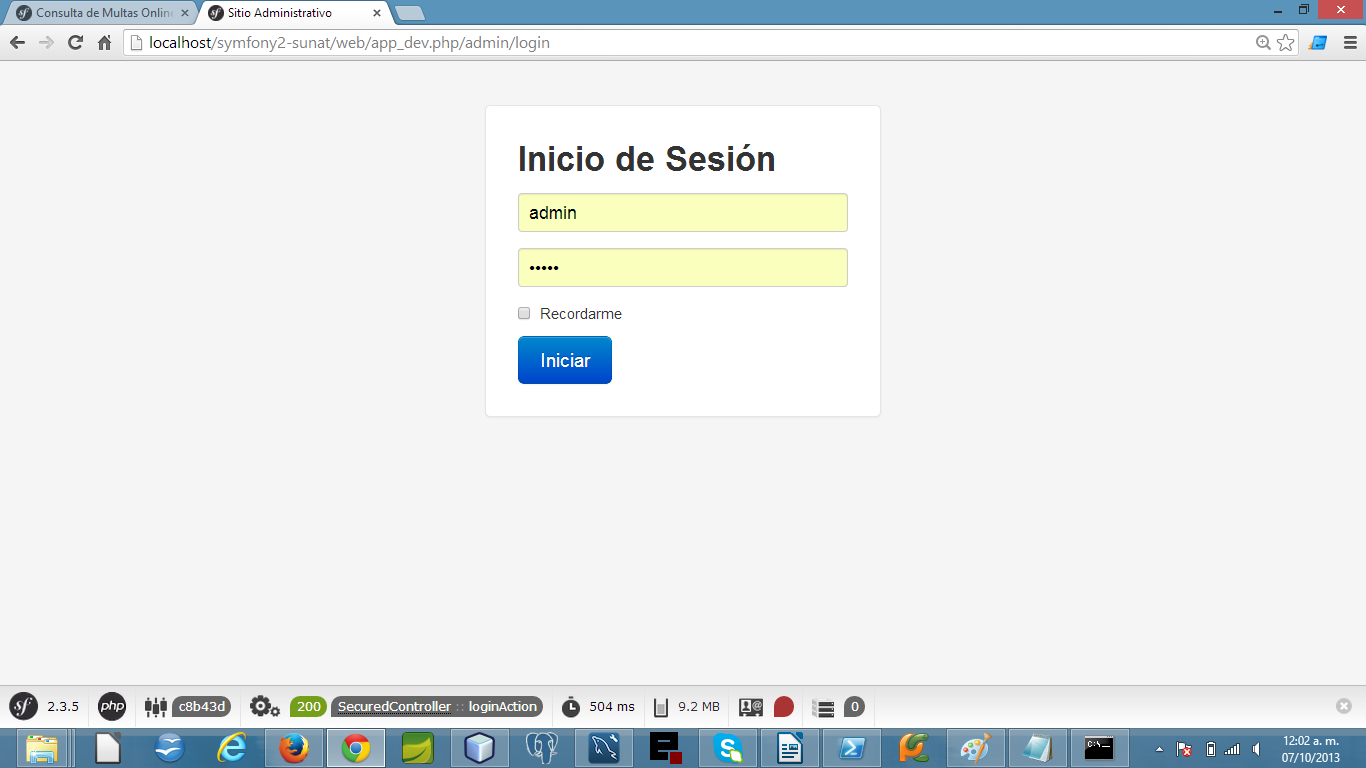 Consulta de Multas Online
Sitio Administrativo
localhost/symfony2-sunat/web/app_dev.php/admin/login
Inicio de Sesión
admin
•••••
Recordarme
Iniciar
sf 2.3.5 php c8b43d 200 SecuredController :: loginAction 504 ms 9.2 MB 0
C:\_
12:02 a. m.
07/10/2013